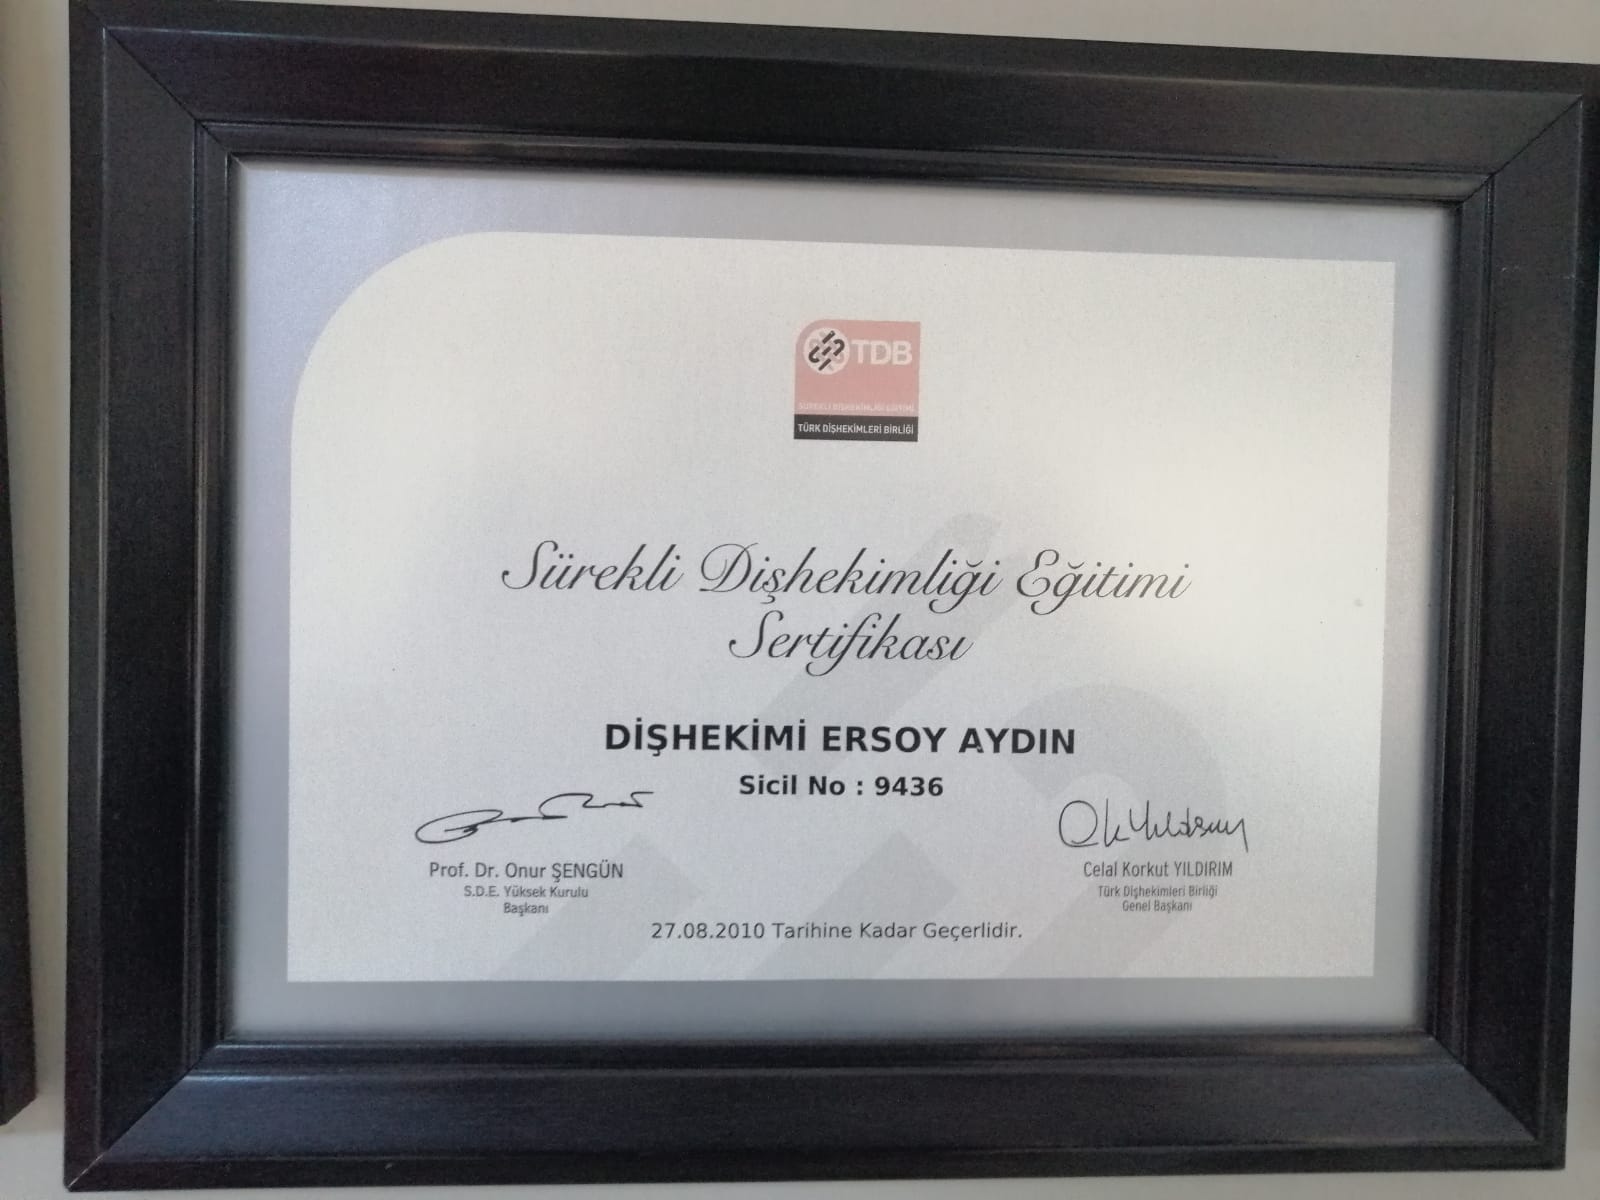 TDB
SÜREKLİ DİŞHEKİMLİĞİ EĞİTİMİ
TÜRK DİŞHEKİMLERİ BİRLİĞİ
Sürekli Dişhekimliği Eğitimi
Sertifikası
DİŞHEKİMİ ERSOY AYDIN
Sicil No : 9436
Prof. Dr. Onur ŞENGÜN
S.D.E. Yüksek Kurulu
Başkanı
Celal Korkut YILDIRIM
Türk Dişhekimleri Birliği
Genel Başkanı
27.08.2010 Tarihine Kadar Geçerlidir.